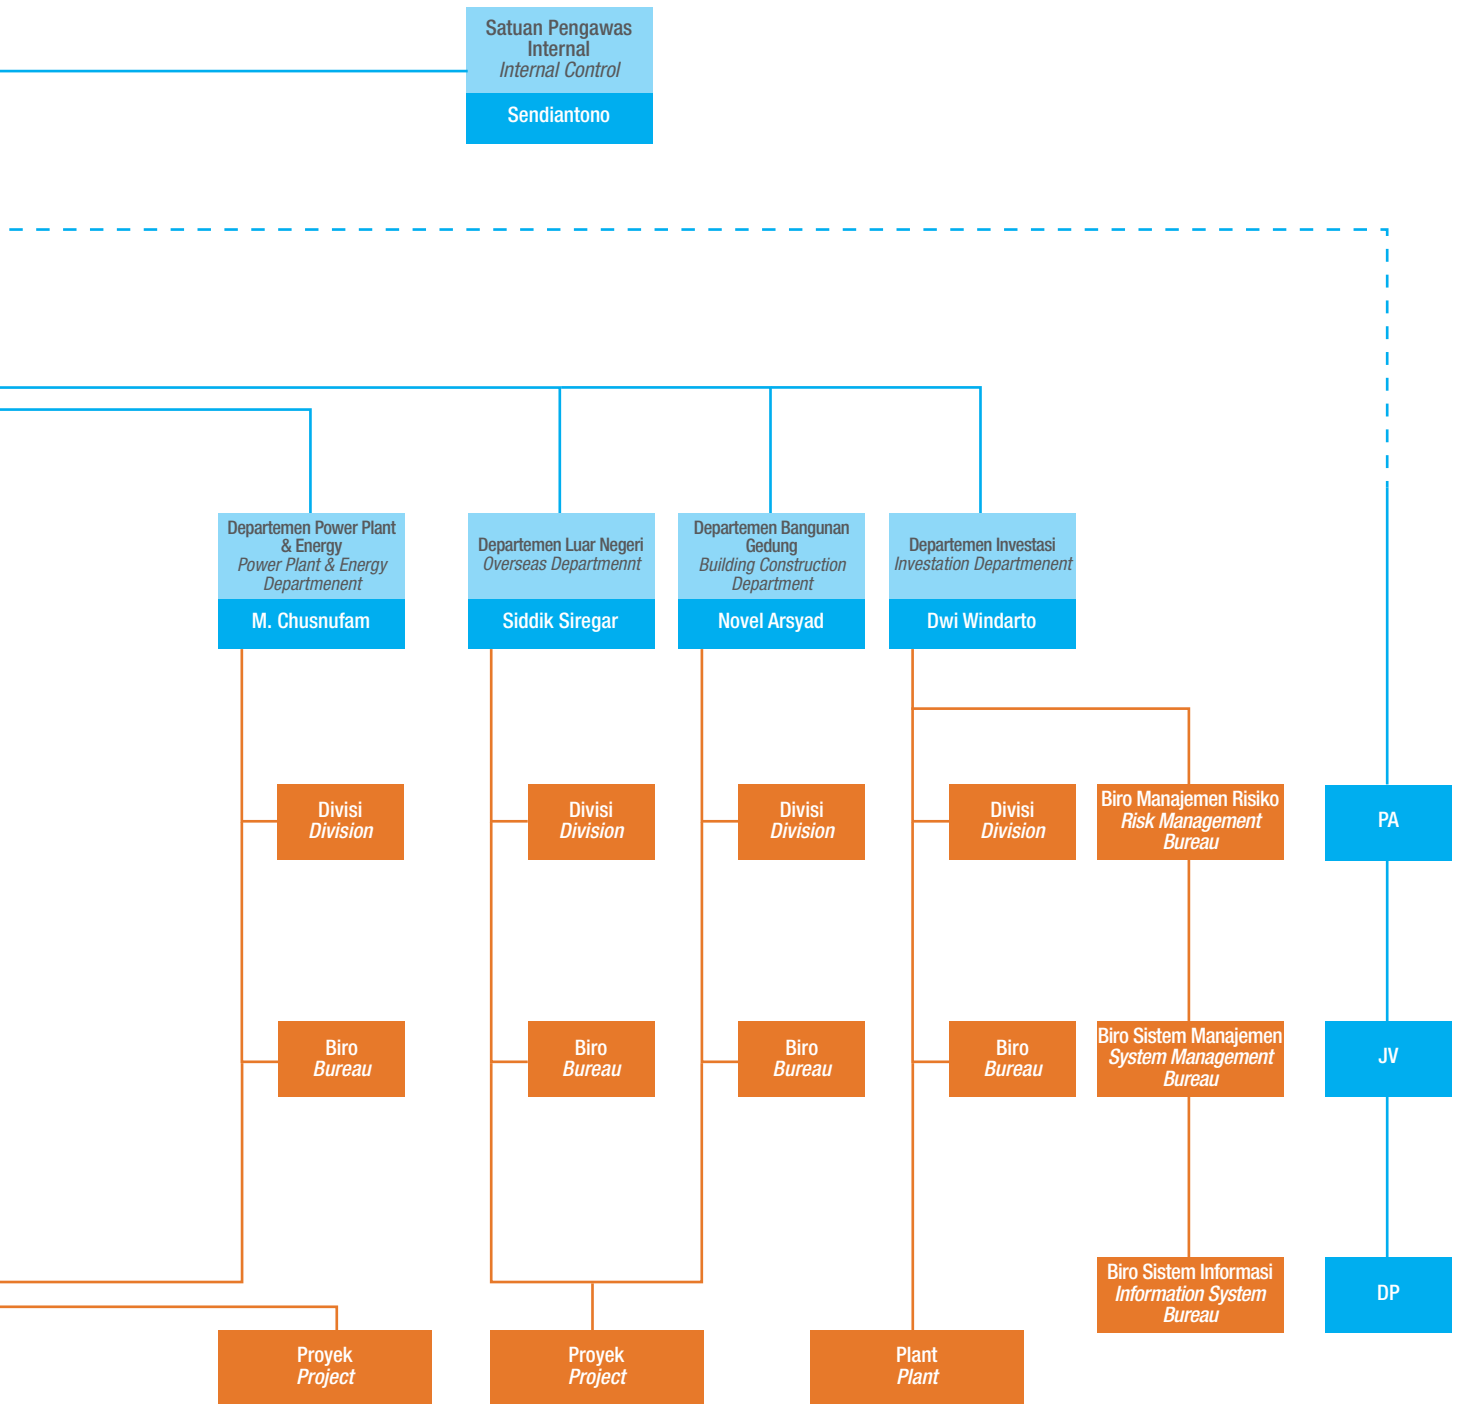 Satuan Pengawas
Internal
Internal Control
Sendiantono
Departemen Power Plant
& Energy
Power Plant & Energy
Departmenent
M. Chusnufam
Departemen Luar Negeri
Overseas Departmennt
Siddik Siregar
Departemen Bangunan
Gedung
Building Construction
Department
Novel Arsyad
Departemen Investasi
Investation Departmenent
Dwi Windarto
Divisi
Division
Divisi
Division
Divisi
Division
Divisi
Division
Biro Manajemen Risiko
Risk Management
Bureau
PA
Biro
Bureau
Biro
Bureau
Biro
Bureau
Biro
Bureau
Biro Sistem Manajemen
System Management
Bureau
JV
Biro Sistem Informasi
Information System
Bureau
DP
Proyek
Project
Proyek
Project
Plant
Plant